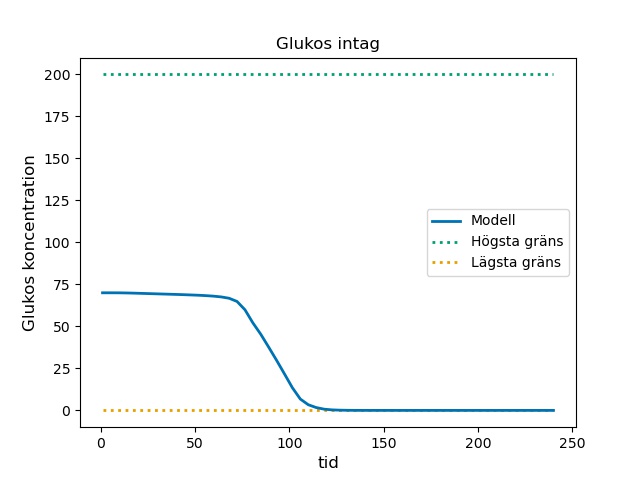 Glukos intag
Glukos koncentration
200
175
150
125
100
75
50
25
0
Modell
Högsta gräns
Lägsta gräns
0 50 100 150 200 250
tid